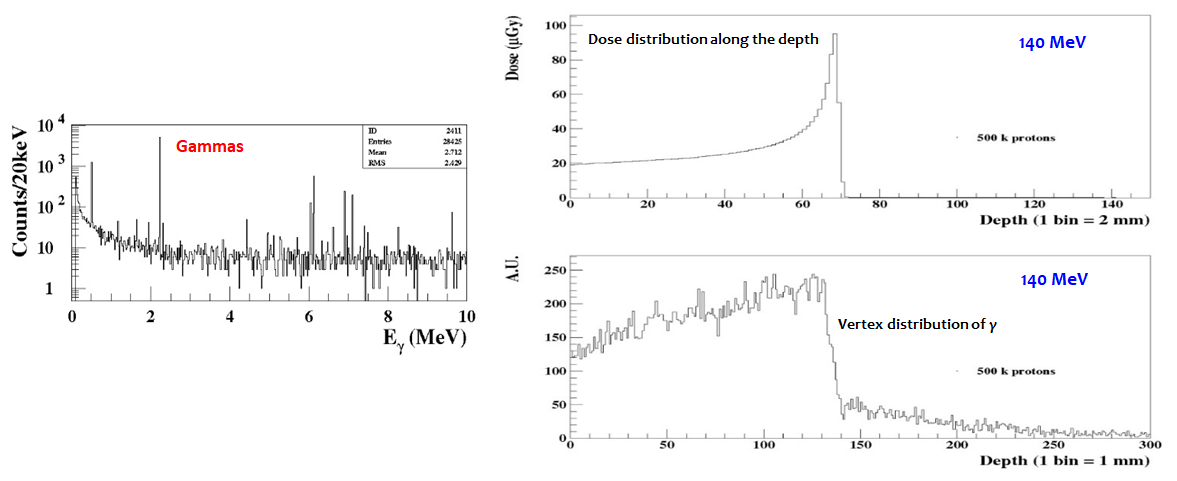 10 4
10 3
10 2
10
1
Counts/20keV
Gammas
ID 2411
Entries 28425
Mean 2.712
RMS 2.429
0 2 4 6 8 10
Eγ (MeV)
Dose (μGy)
100
80
60
40
20
0
Dose distribution along the depth
140 MeV
500 k protons
0 20 40 60 80 100 120 140
Depth (1 bin = 2 mm)
A.U.
250
200
150
100
50
0
140 MeV
Vertex distribution of γ
500 k protons
0 50 100 150 200 250 300
Depth (1 bin = 1 mm)